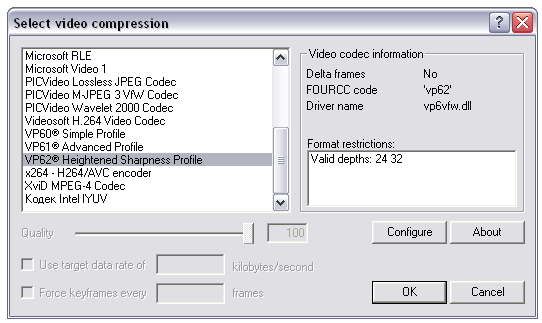 Select video compression
Microsoft RLE
Microsoft Video 1
PICVideo Lossless JPEG Codec
PICVideo M-JPEG 3 VfW Codec
PICVideo Wavelet 2000 Codec
Videosoft H.264 Video Codec
VP60® Simple Profile
VP61® Advanced Profile
VP62® Heightened Sharpness Profile
x264 - H264/AVC encoder
XviD MPEG-4 Codec
Кодек Intel IYUV
Video codec information
Delta frames No
FOURCC code 'vp62'
Driver name vp6vfw.dll
Format restrictions:
Valid depths: 24 32
Quality 100
Configure About
Use target data rate of kilobytes/second
Force keyframes every frames
OK Cancel